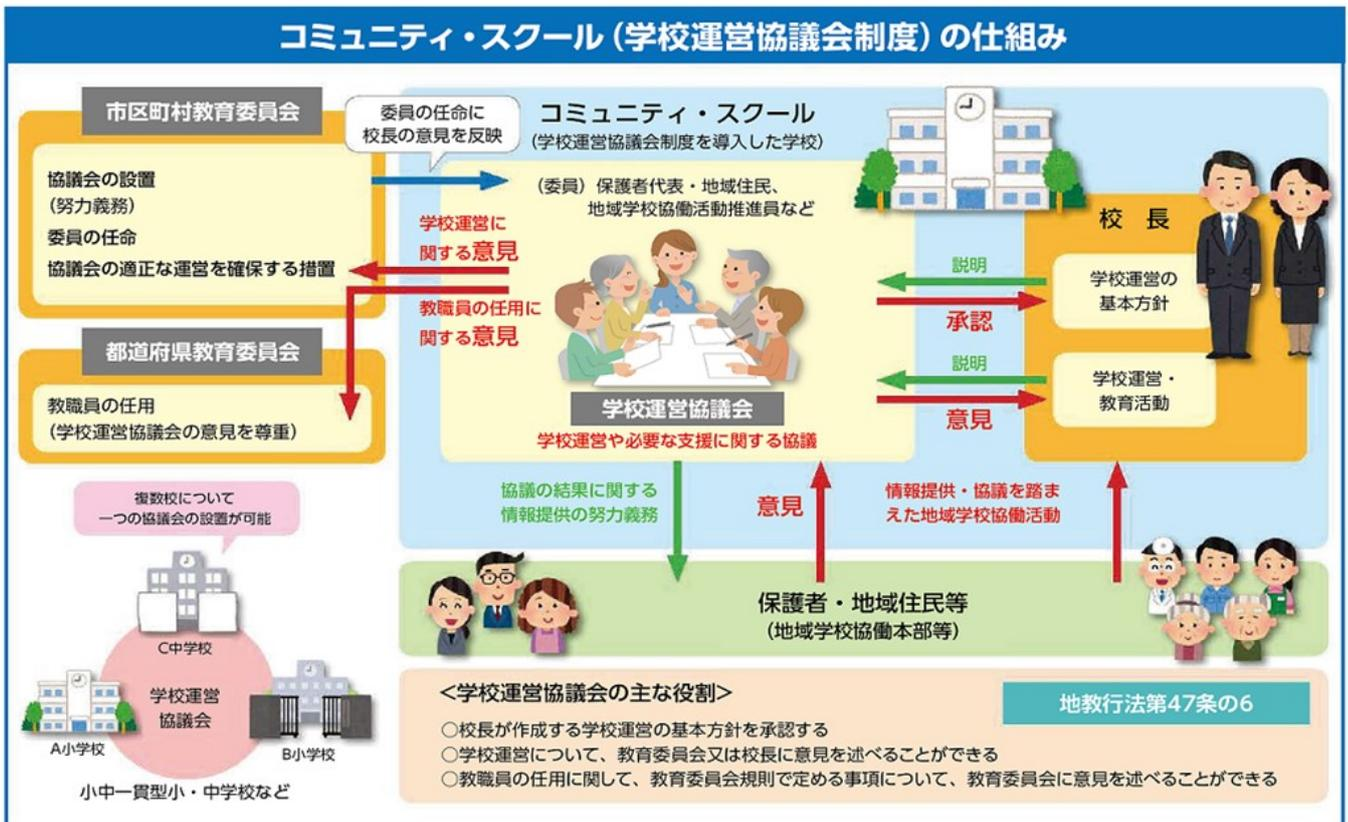 コミュニティ・スクール(学校運営協議会制度)の仕組み
市区町村教育委員会
協議会の設置
(努力義務)
委員の任命
協議会の適正な運営を確保する措置
委員の任命に
校長の意見を反映
コミュニティ・スクール
(学校運営協議会制度を導入した学校)
(委員)保護者代表・地域住民、
地域学校協働活動推進員など
学校運営に
関する意見
教職員の任用に
関する意見
都道府県教育委員会
教職員の任用
(学校運営協議会の意見を尊重)
学校運営協議会
学校運営や必要な支援に関する協議
校 長
説明
承認
学校運営の
基本方針
説明
意見
学校運営・
教育活動
協議の結果に関する
情報提供の努力義務
意見
情報提供・協議を踏ま
えた地域学校協働活動
保護者・地域住民等
(地域学校協働本部等)
複数校について
一つの協議会の設置が可能
C中学校
学校運営
協議会
A小学校
B小学校
小中一貫型小・中学校など
<学校運営協議会の主な役割>
地教行法第47条の6
○校長が作成する学校運営の基本方針を承認する
○学校運営について、教育委員会又は校長に意見を述べることができる
○教職員の任用に関して、教育委員会規則で定める事項について、教育委員会に意見を述べることができる